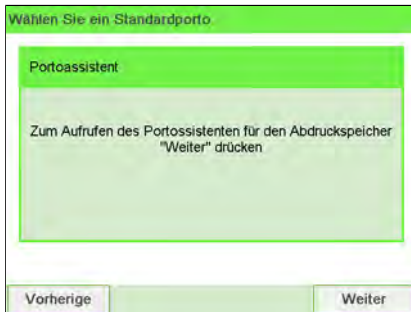 Wählen Sie ein Standardporto
Portoassistent
Zum Aufrufen des Portossistenten für den Abdruckspeicher
"Weiter" drücken
Vorherige
Weiter